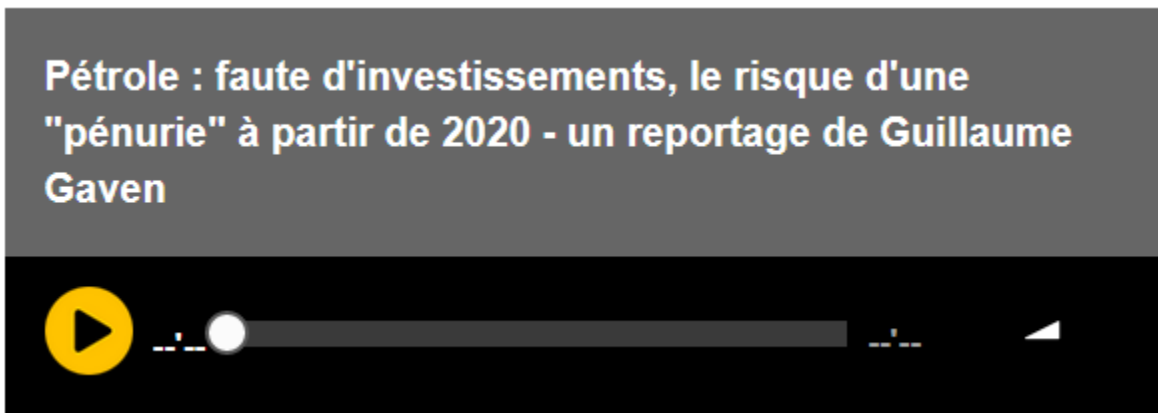 Pétrole : faute d'investissements, le risque d'une
"pénurie" à partir de 2020 - un reportage de Guillaume
Gaven
--'-- --'--